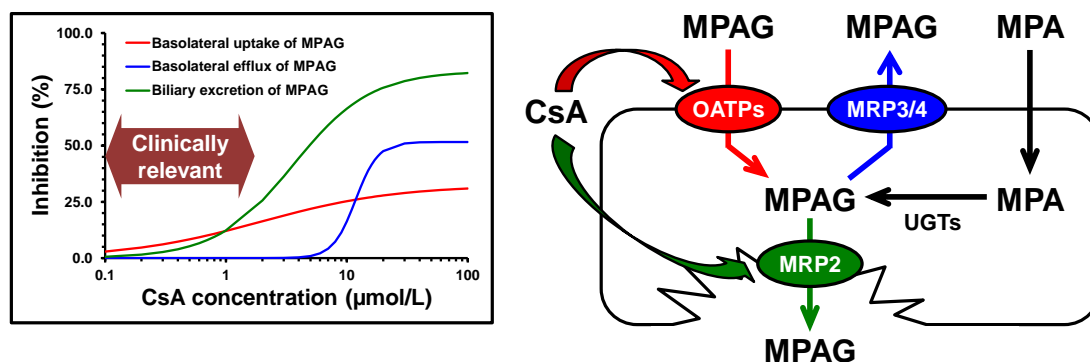 Inhibition (%)
100.0
75.0
50.0
25.0
0.0
Basolateral uptake of MPAG
Basolateral efflux of MPAG
Biliary excretion of MPAG
Clinically
relevant
0.1
1
10
100
CsA concentration (μmol/L)
MPAG
MPAG
MPA
CsA
OATPs
MRP3/4
MPAG
MPA
UGTs
MRP2
MPAG